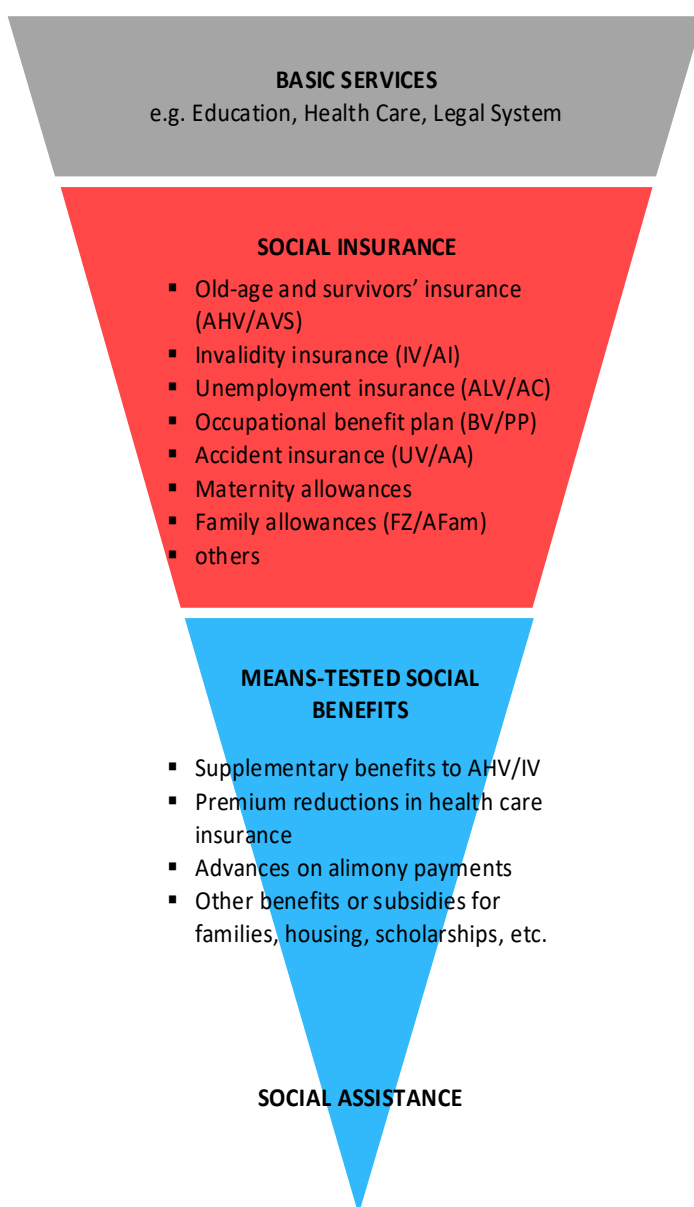 BASIC SERVICES
e.g. Education, Health Care, Legal System
SOCIAL INSURANCE
▪ Old-age and survivors’ insurance
(AHV/AVS)
▪ Invalidity insurance (IV/AI)
▪ Unemployment insurance (ALV/AC)
▪ Occupational benefit plan (BV/PP)
▪ Accident insurance (UV/AA)
▪ Maternity allowances
▪ Family allowances (FZ/AFam)
▪ others
MEANS-TESTED SOCIAL
BENEFITS
▪ Supplementary benefits to AHV/IV
▪ Premium reductions in health care
insurance
▪ Advances on alimony payments
▪ Other benefits or subsidies for
families, housing, scholarships, etc.
SOCIAL ASSISTANCE